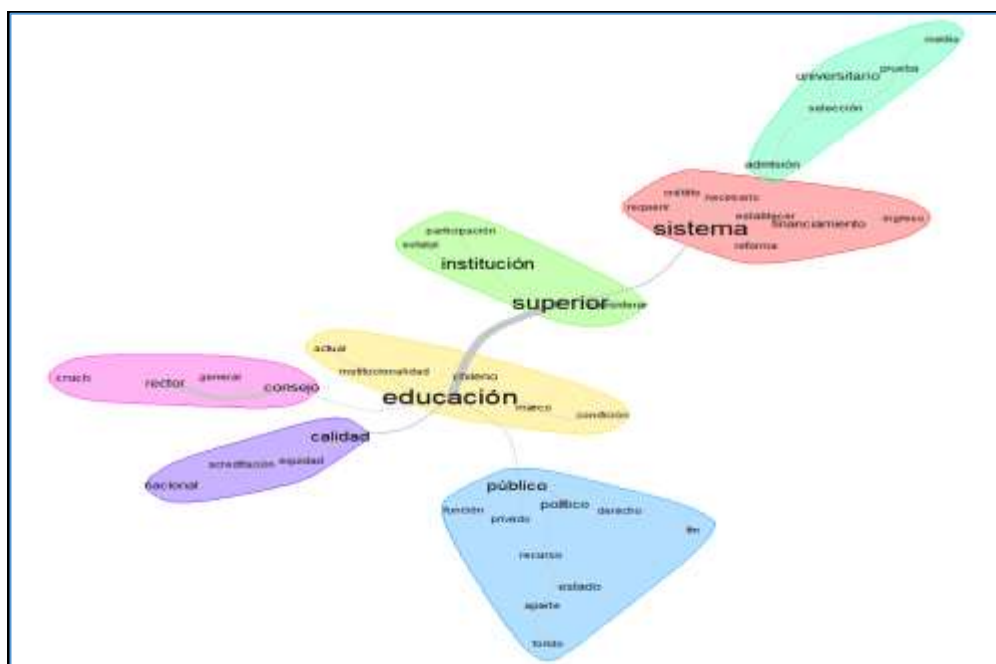 media
prueba
universitario
selección
admisión
crédito
necesario
requerir
establecer
ingreso
sistema
financiamiento
reforma
participación
estatal
institución
superior
actual
institucionalidad
chileno
educación
marco
condición
cruch
rector
general
consejo
calidad
acreditación
equidad
nacional
público
función
político
derecho
privado
fin
recurso
estado
aporte
fondo